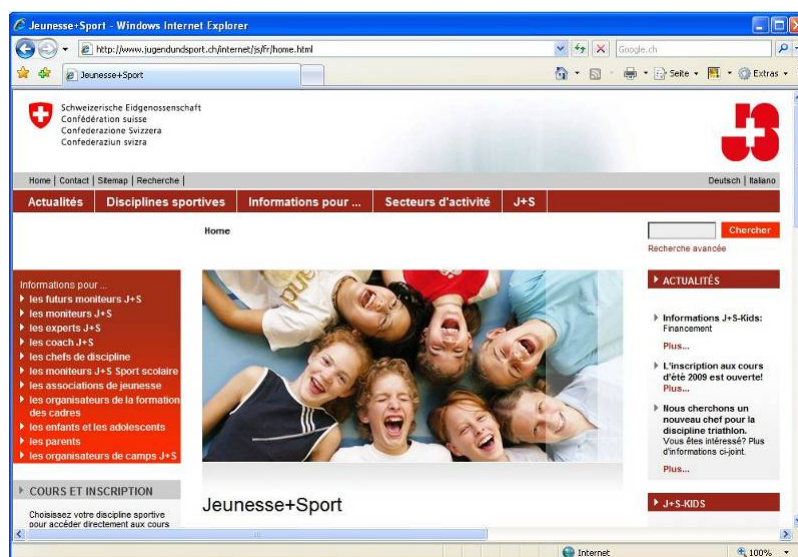 Jeunesse+Sport - Windows Internet Explorer
http://www.jugendundsport.ch/internet/js/fr/home.html
Google.ch
Jeunesse+Sport
Seite
Extras
Schweizerische Eidgenossenschaft
Confédération suisse
Confederazione Svizzera
Confederaziun svizra
JS
Home | Contact | Sitemap | Recherche |
Deutsch | Italiano
Actualités
Disciplines sportives
Informations pour ...
Secteurs d'activité
J+S
Home
Chercher
Recherche avancée
Informations pour ...
les futurs moniteurs J+S
les moniteurs J+S
les experts J+S
les coach J+S
les chefs de discipline
les moniteurs J+S Sport scolaire
les associations de jeunesse
les organisateurs de la formation
des cadres
les enfants et les adolescents
les parents
les organisateurs de camps J+S
COURS ET INSCRIPTION
Choisissez votre discipline sportive
pour accéder directement aux cours
Jeunesse+Sport
ACTUALITÉS
Informations J+S-Kids:
Financement
Plus...
L'inscription aux cours
d'été 2009 est ouverte!
Plus...
Nous cherchons un
nouveau chef pour la
discipline triathlon.
Vous êtes intéressé? Plus
d'informations ci-joint.
Plus...
J+S-KIDS
Internet
100%